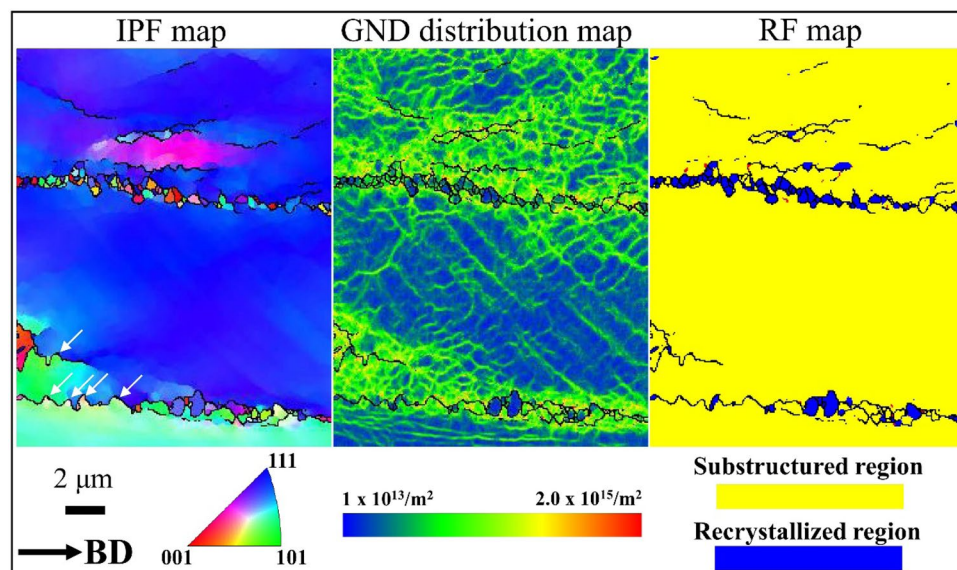 IPF map
GND distribution map
RF map
2 μm
BD
111
001
101
1 x 10¹³/m²
2.0 x 10¹⁵/m²
Substructured region
Recrystallized region